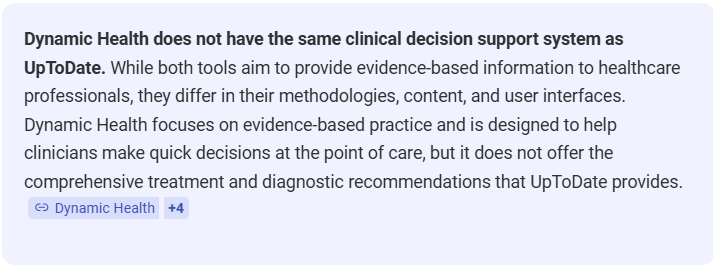 Dynamic Health does not have the same clinical decision support system as
UpToDate. While both tools aim to provide evidence-based information to healthcare
professionals, they differ in their methodologies, content, and user interfaces.
Dynamic Health focuses on evidence-based practice and is designed to help
clinicians make quick decisions at the point of care, but it does not offer the
comprehensive treatment and diagnostic recommendations that UpToDate provides.
Dynamic Health +4